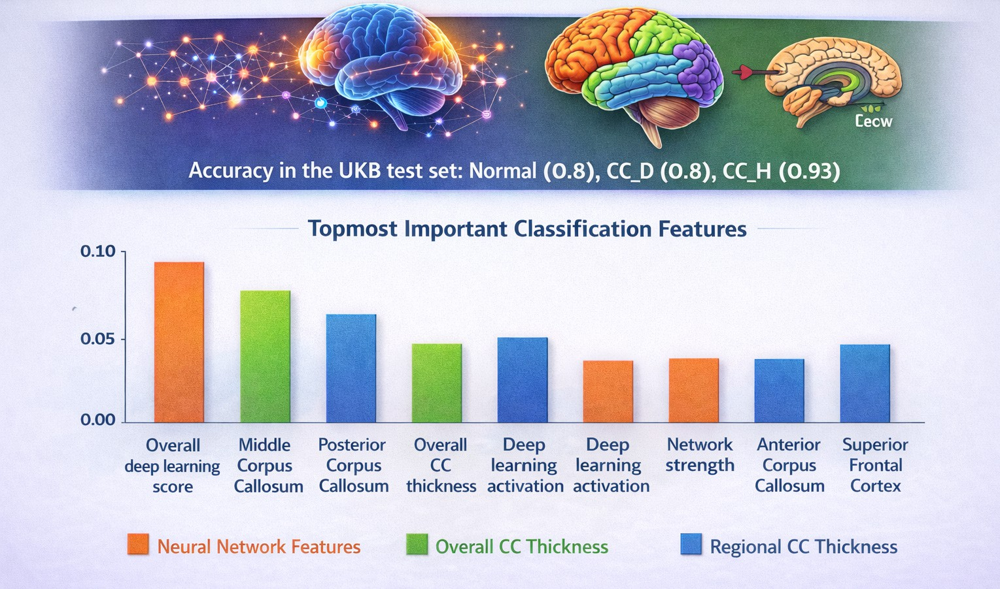 Cecw
Accuracy in the UKB test set: Normal (0.8), CC_D (0.8), CC_H (0.93)
Topmost Important Classification Features
0.10
0.05
0.00
Overall
deep learning
score
Middle
Corpus
Callosum
Posterior
Corpus
Callosum
Overall
CC
thickness
Deep
learning
activation
Deep
learning
activation
Network
strength
Anterior
Corpus
Callosum
Superior
Frontal
Cortex
Neural Network Features
Overall CC Thickness
Regional CC Thickness